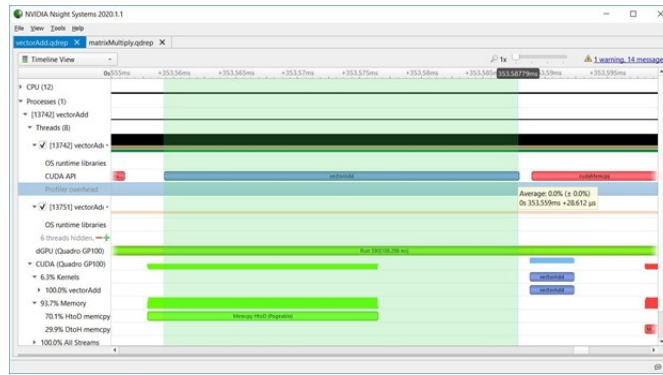 NVIDIA Nsight Systems 2020.1.1
File View Tools Help
vectorAdd.qdrep X matrixMultiply.qdrep X
Timeline View
1x
1 warning, 14 message
0s
+353,56ms +353,565ms +353,57ms +353,575ms +353,58ms 353.58779ms +353,595ms
CPU (12)
Processes (1)
[13742] vectorAdd
Threads (8)
[13742] vectorAdd
OS runtime libraries
CUDA API
vectorAdd
cudaMemcpy
Profiler overhead
Average: 0.0% (± 0.0%)
0s 353.559ms +28.612 μs
[13751] vectorAdd
OS runtime libraries
6 threads hidden.
dGPU (Quadro GP100)
CUDA (Quadro GP100)
6.3% Kernels
vectorAdd
100.0% vectorAdd
vectorAdd
93.7% Memory
70.1% HtoD memcpy
Memcpy HtoD (Pageable)
29.9% DtoH memcpy
100.0% All Streams